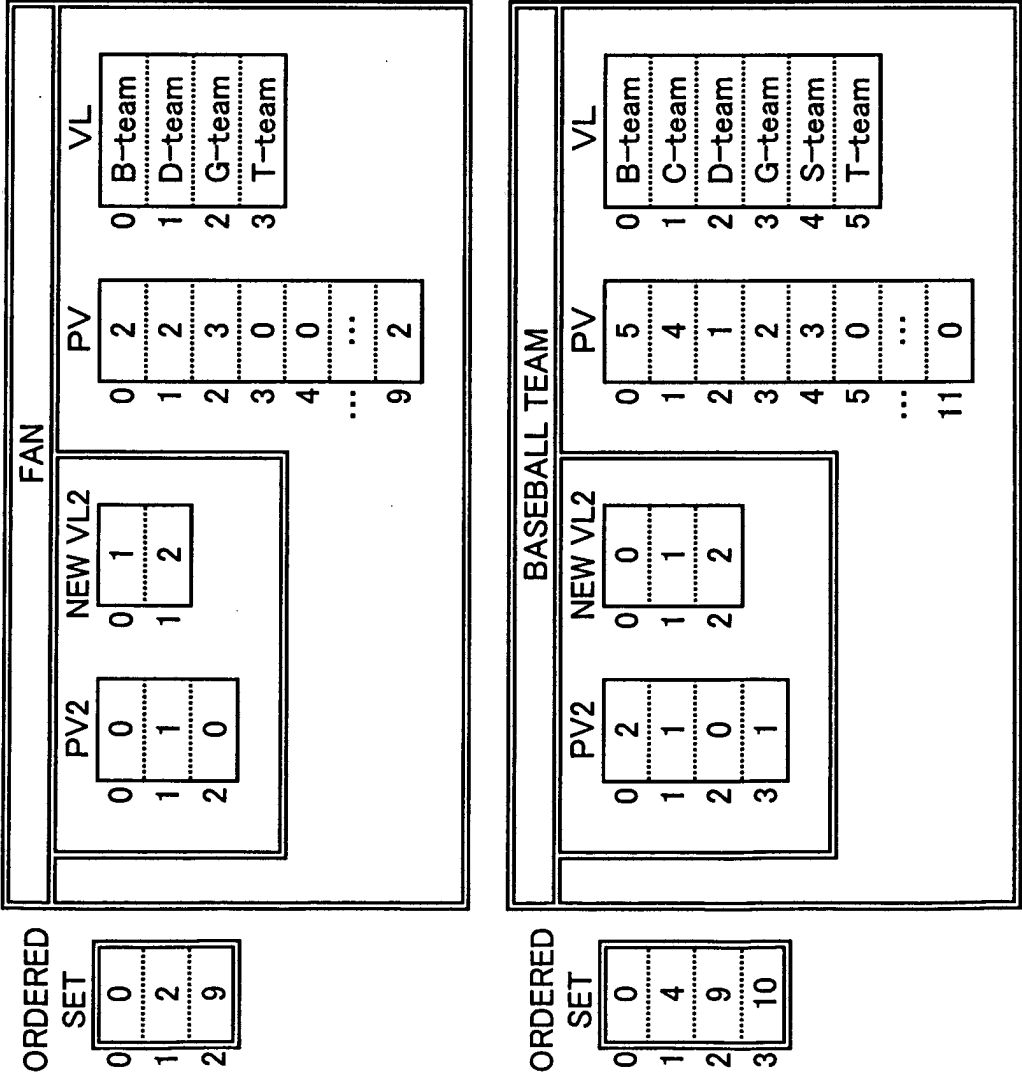 FAN
ORDERED SET
0 0
1 2
2 9
PV2
0 0
1 1
2 0
NEW VL2
0 1
1 2
PV
0 2
1 2
2 3
3 0
4 0
... ...
9 2
VL
0 B-team
1 D-team
2 G-team
3 T-team
BASEBALL TEAM
ORDERED SET
0 0
1 4
2 9
3 10
PV2
0 2
1 1
2 0
3 1
NEW VL2
0 0
1 1
2 2
PV
0 5
1 4
2 1
3 2
4 3
5 0
... ...
11 0
VL
0 B-team
1 C-team
2 D-team
3 G-team
4 S-team
5 T-team